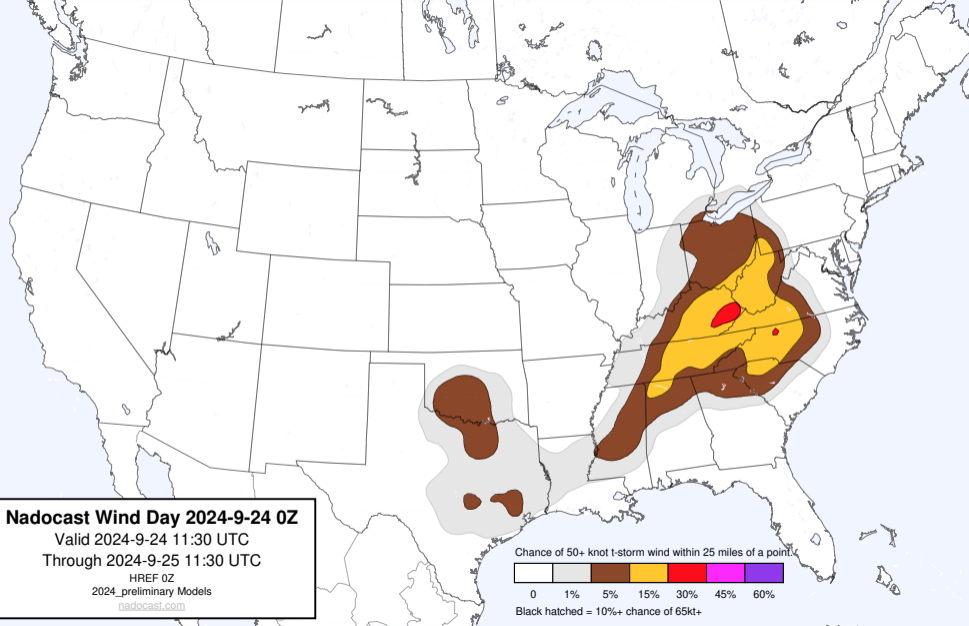 Nadocast Wind Day 2024-9-24 0Z
Valid 2024-9-24 11:30 UTC
Through 2024-9-25 11:30 UTC
HREF 0Z
2024_preliminary Models
nadocast.com
Chance of 50+ knot t-storm wind within 25 miles of a point.
0 1% 5% 15% 30% 45% 60%
Black hatched = 10%+ chance of 65kt+